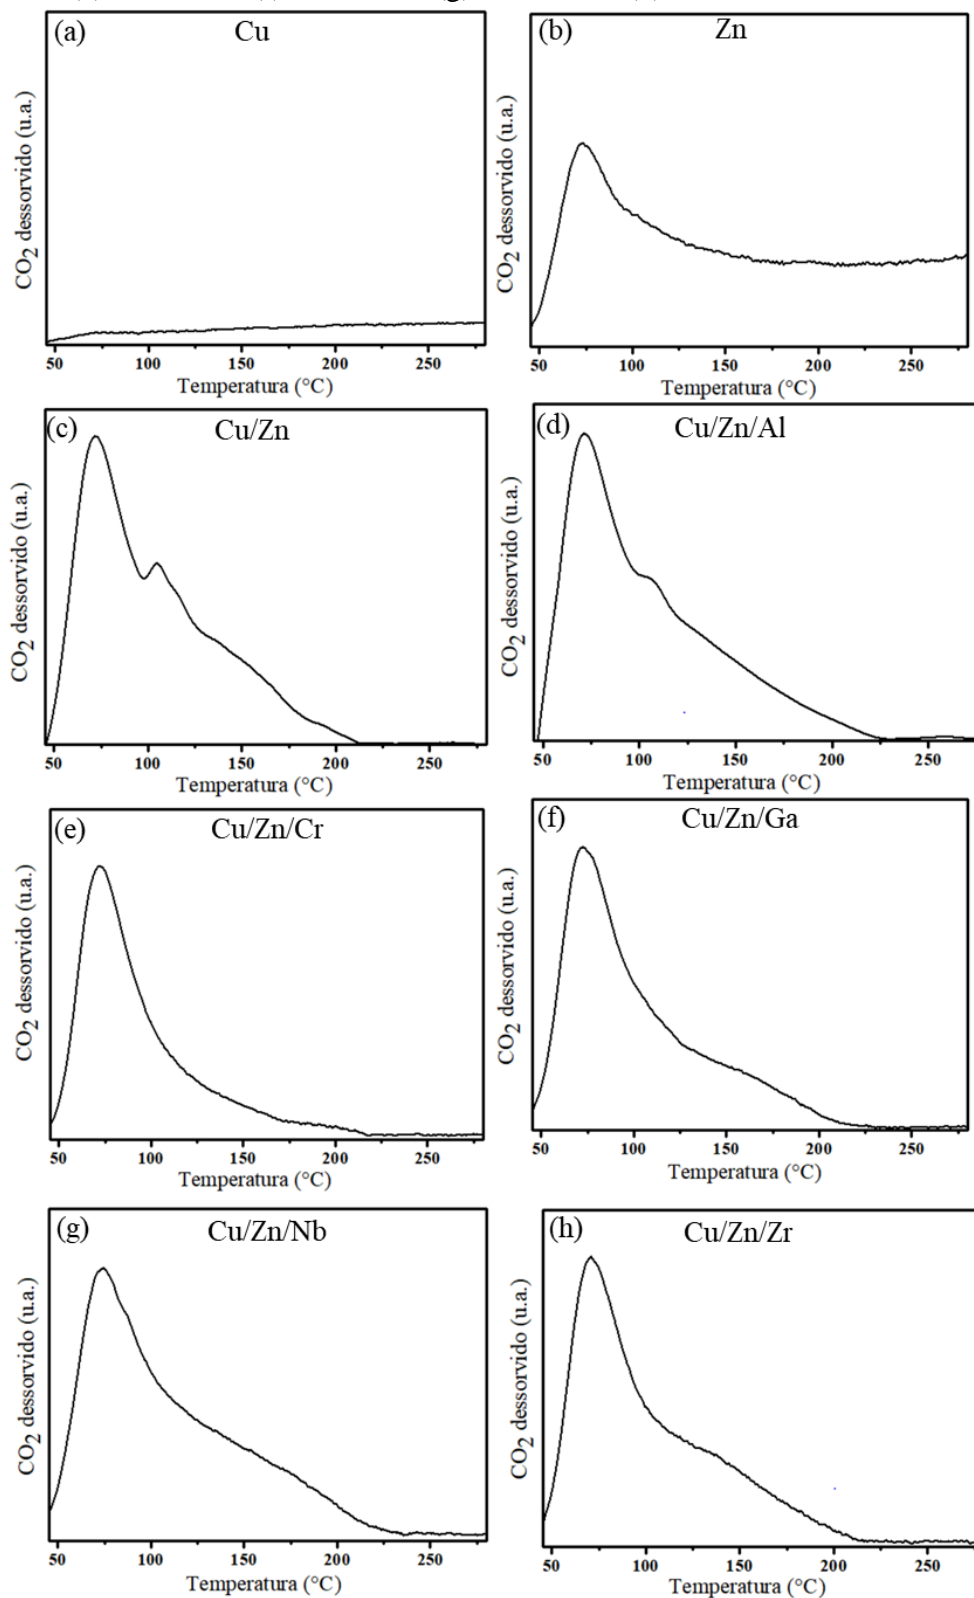 (a) Cu
CO2 dessorvido (u.a.)
50 100 150 200 250
Temperatura (°C)
(b) Zn
CO2 dessorvido (u.a.)
50 100 150 200 250
Temperatura (°C)
(c) Cu/Zn
CO2 dessorvido (u.a.)
50 100 150 200 250
Temperatura (°C)
(d) Cu/Zn/Al
CO2 dessorvido (u.a.)
50 100 150 200 250
Temperatura (°C)
(e) Cu/Zn/Cr
CO2 dessorvido (u.a.)
50 100 150 200 250
Temperatura (°C)
(f) Cu/Zn/Ga
CO2 dessorvido (u.a.)
50 100 150 200 250
Temperatura (°C)
(g) Cu/Zn/Nb
CO2 dessorvido (u.a.)
50 100 150 200 250
Temperatura (°C)
(h) Cu/Zn/Zr
CO2 dessorvido (u.a.)
50 100 150 200 250
Temperatura (°C)